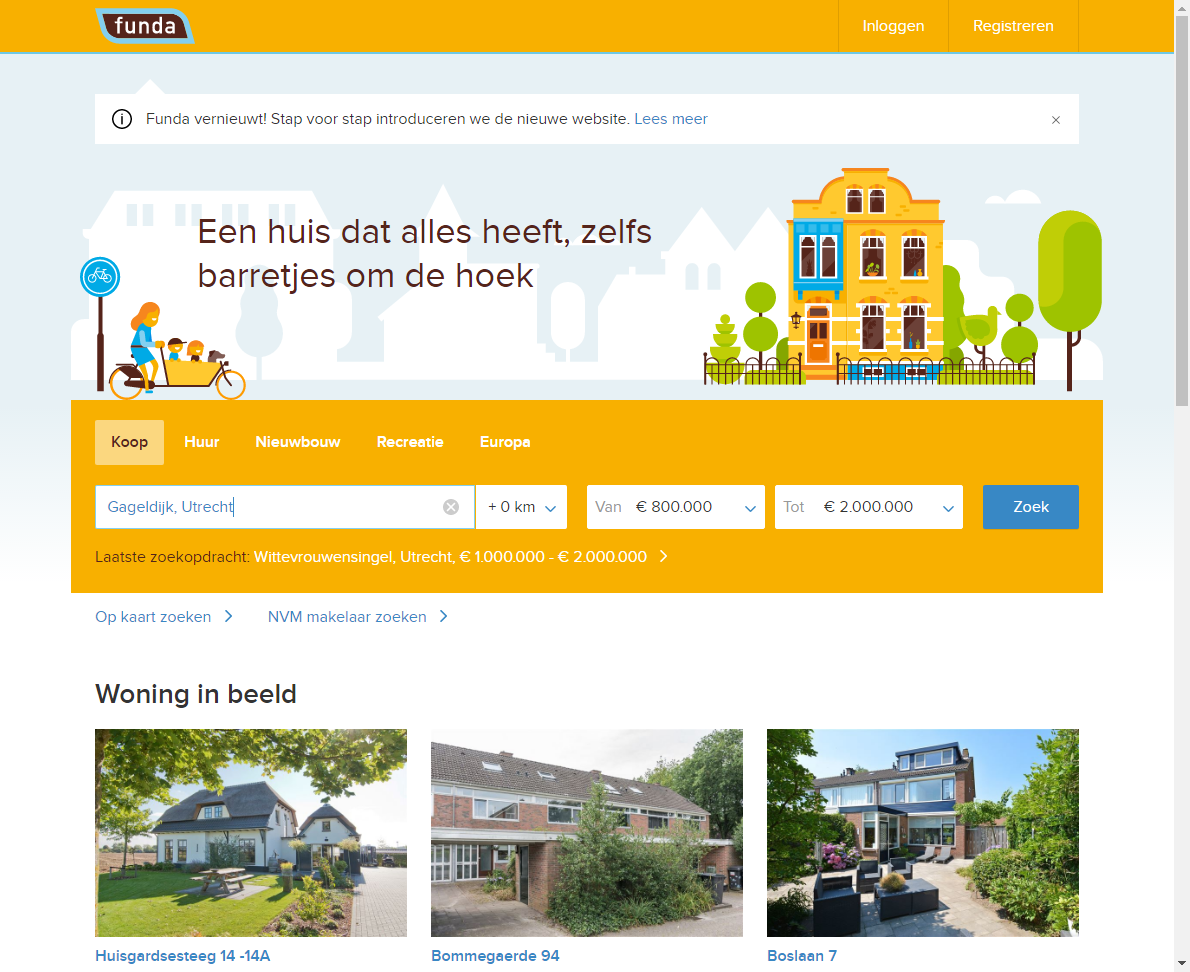 funda
Inloggen
Registreren
Funda vernieuwt! Stap voor stap introduceren we de nieuwe website. Lees meer
Een huis dat alles heeft, zelfs
barretjes om de hoek
Koop
Huur
Nieuwbouw
Recreatie
Europa
Gageldijk, Utrecht
+ 0 km
Van € 800.000
Tot € 2.000.000
Zoek
Laatste zoekopdracht: Wittevrouwensingel, Utrecht, € 1.000.000 - € 2.000.000
Op kaart zoeken
NVM makelaar zoeken
Woning in beeld
Huisgardsesteeg 14 -14A
Bommegaerde 94
Boslaan 7